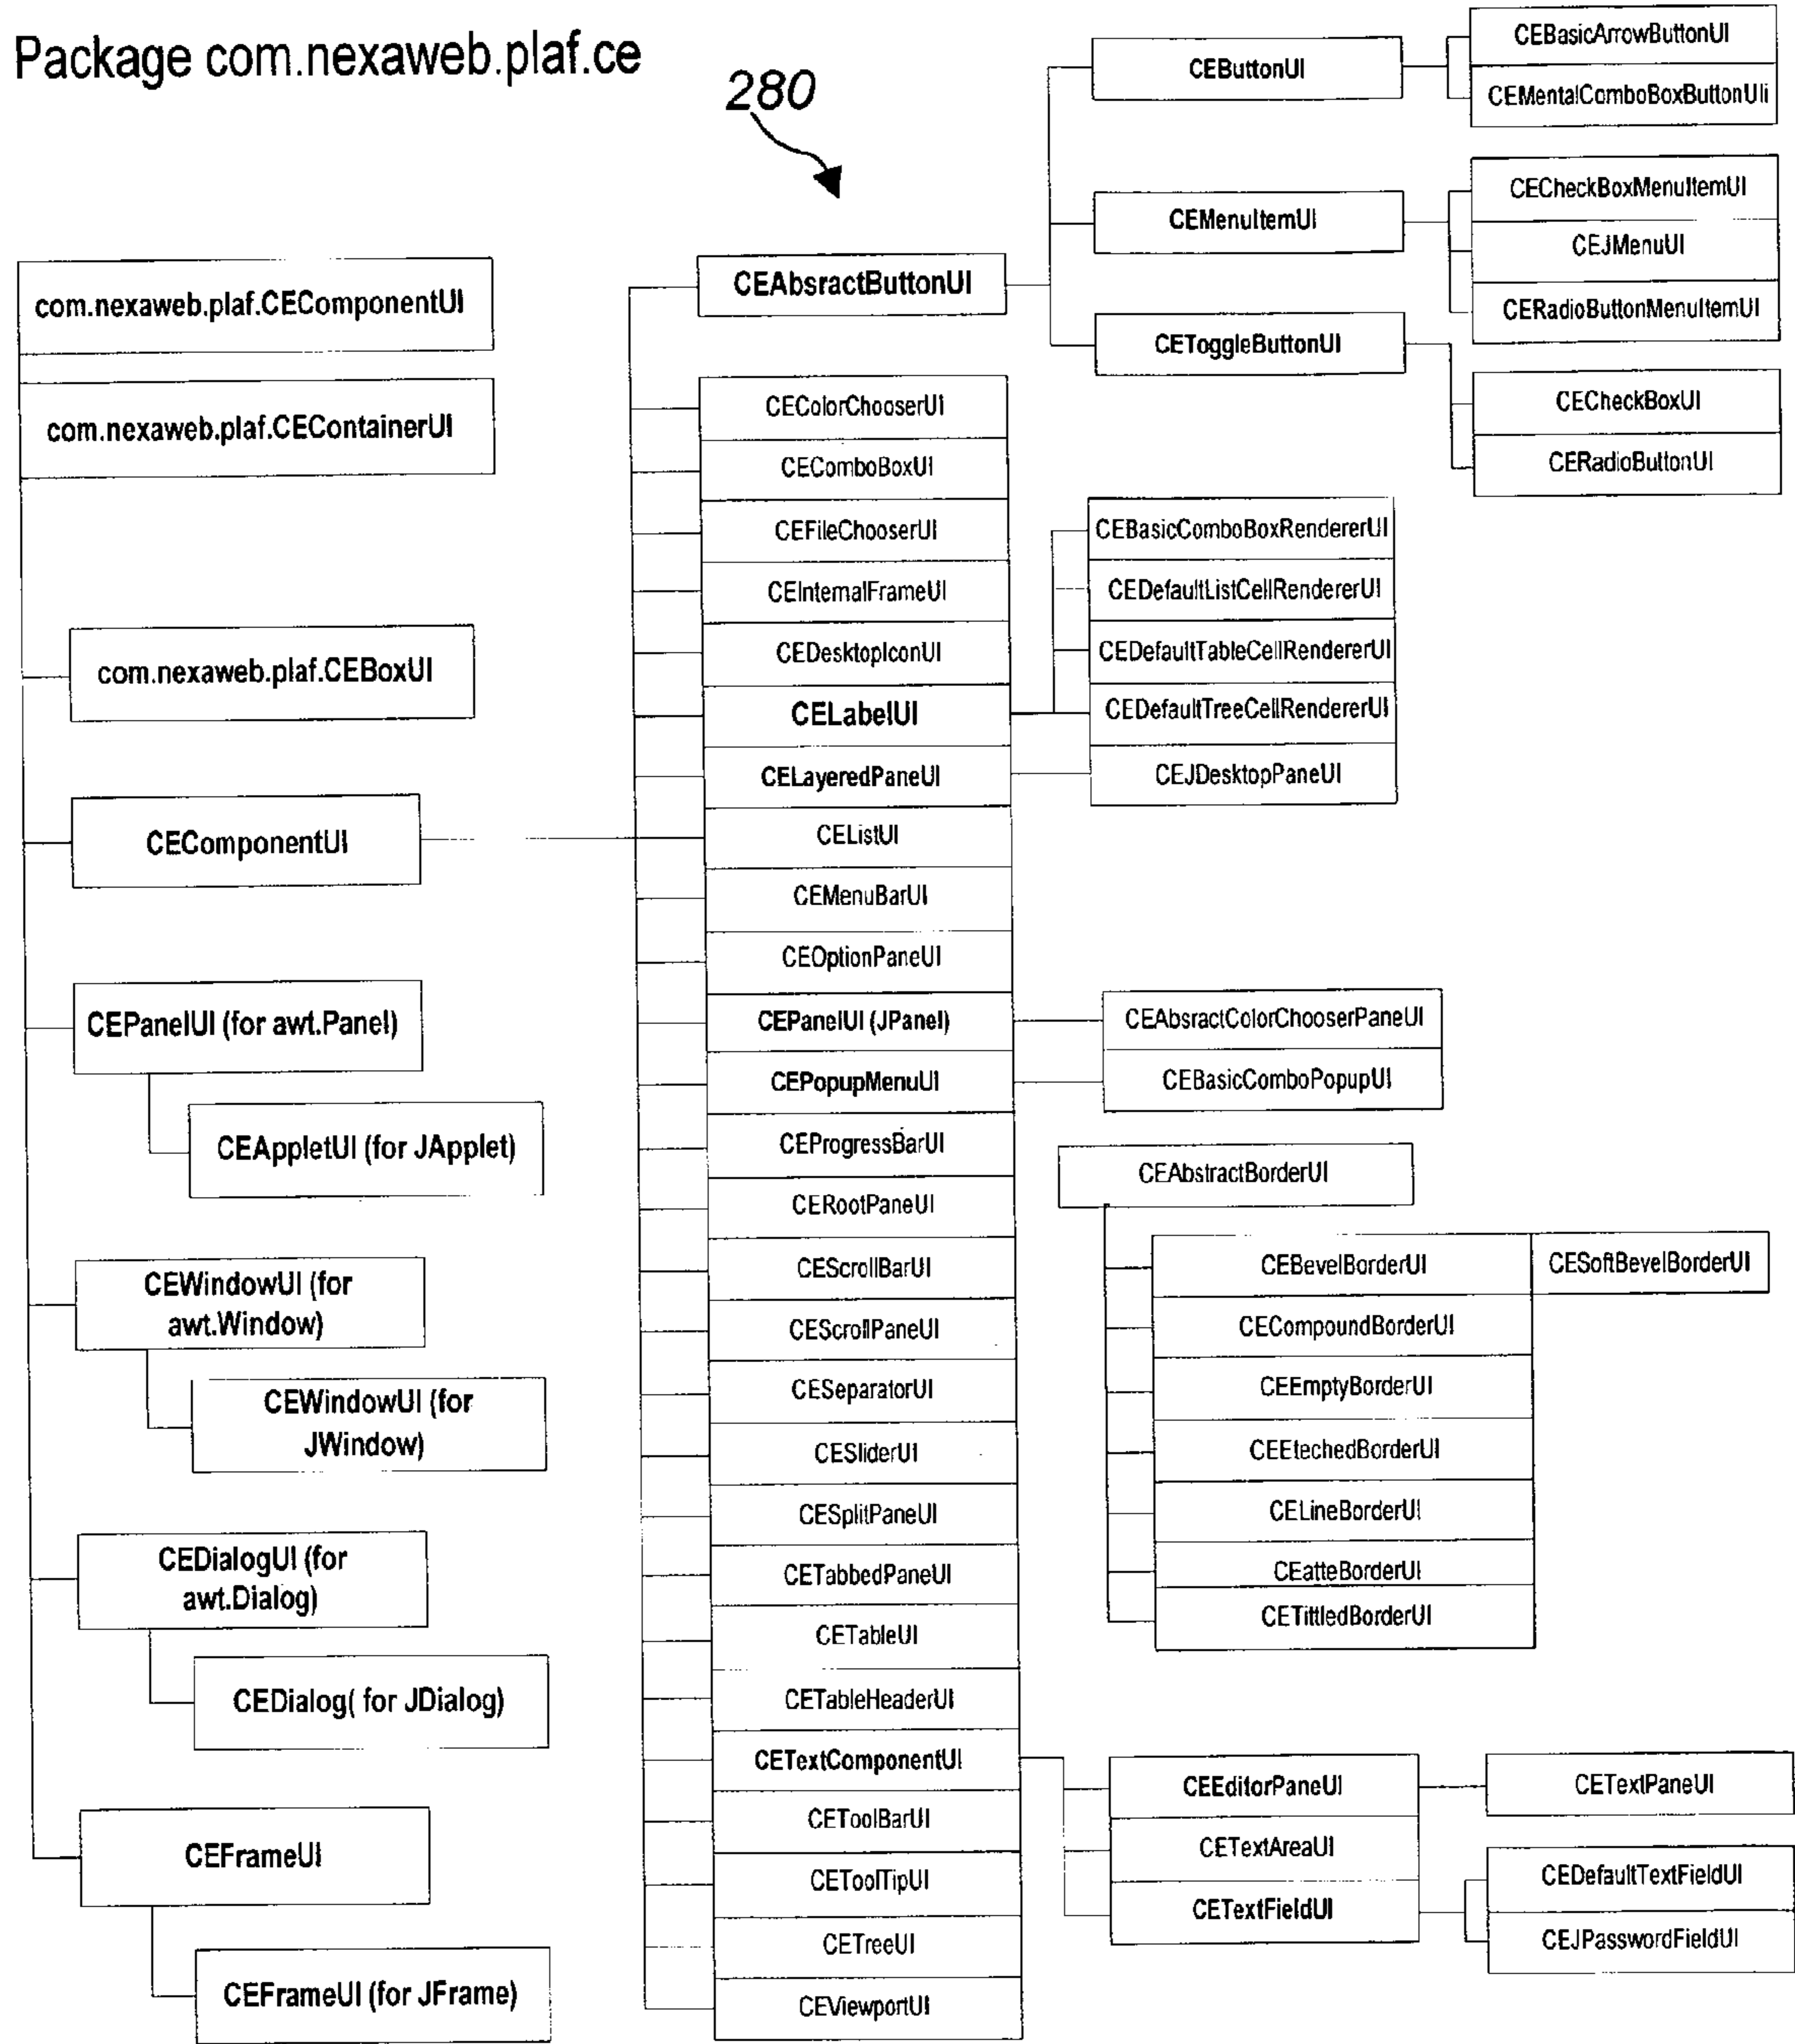 Package com.nexaweb.plaf.ce
280
com.nexaweb.plaf.CEComponentUI
com.nexaweb.plaf.CEContainerUI
com.nexaweb.plaf.CEBoxUI
CEComponentUI
CEPanelUI (for awt.Panel)
CEAppletUI (for JApplet)
CEWindowUI (for
awt.Window)
CEWindowUI (for
JWindow)
CEDialogUI (for
awt.Dialog)
CEDialog( for JDialog)
CEFrameUI
CEFrameUI (for JFrame)
CEAbsractButtonUI
CEColorChooserUI
CEComboBoxUI
CEFileChooserUI
CEInternalFrameUI
CEDesktopIconUI
CELabelUI
CELayeredPaneUI
CEListUI
CEMenuBarUI
CEOptionPaneUI
CEPanelUI (JPanel)
CEPopupMenuUI
CEProgressBarUI
CERootPaneUI
CEScrollBarUI
CEScrollPaneUI
CESeparatorUI
CESliderUI
CESplitPaneUI
CETabbedPaneUI
CETableUI
CETableHeaderUI
CETextComponentUI
CEToolBarUI
CEToolTipUI
CETreeUI
CEViewportUI
CEButtonUI
CEMenuItemUI
CEToggleButtonUI
CEBasicArrowButtonUI
CEMentalComboBoxButtonUIi
CECheckBoxMenuItemUI
CEJMenuUI
CERadioButtonMenuItemUI
CECheckBoxUI
CERadioButtonUI
CEBasicComboBoxRendererUI
CEDefaultListCellRendererUI
CEDefaultTableCellRendererUI
CEDefaultTreeCellRendererUI
CEJDesktopPaneUI
CEAbsractColorChooserPaneUI
CEBasicComboPopupUI
CEAbstractBorderUI
CEBevelBorderUI
CESoftBevelBorderUI
CECompoundBorderUI
CEEmptyBorderUI
CEEtechedBorderUI
CELineBorderUI
CEatteBorderUI
CETittledBorderUI
CEEditorPaneUI
CETextAreaUI
CETextFieldUI
CETextPaneUI
CEDefaultTextFieldUI
CEJPasswordFieldUI